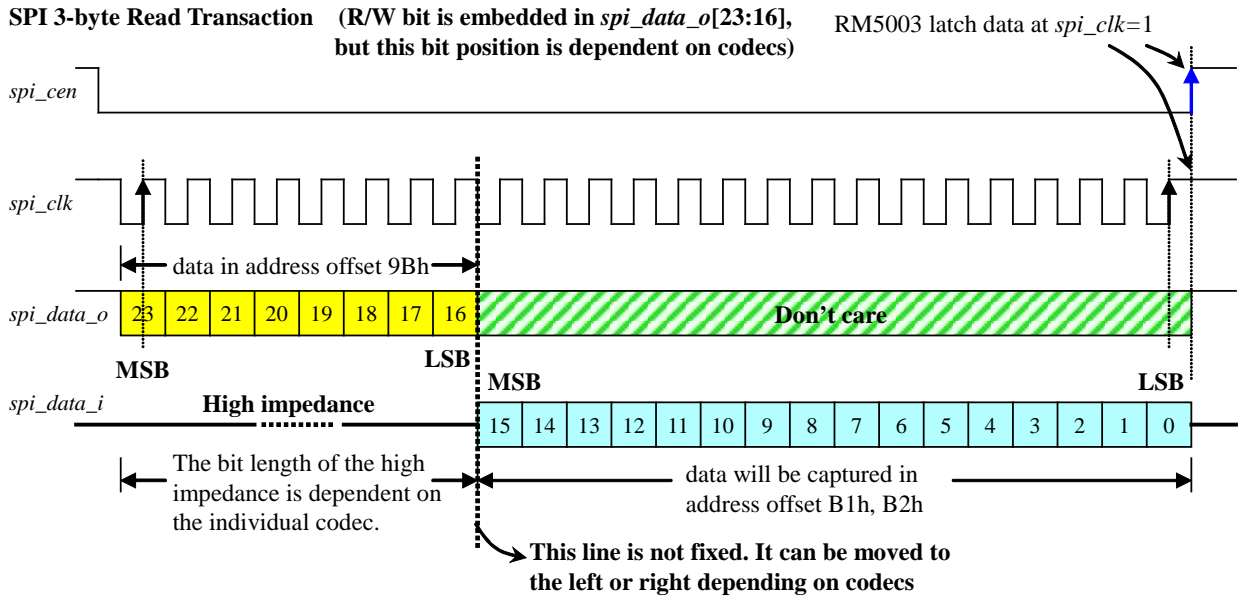 SPI 3-byte Read Transaction (R/W bit is embedded in spi_data_o[23:16],
but this bit position is dependent on codecs)
RM5003 latch data at spi_clk=1
spi_cen
spi_clk
data in address offset 9Bh
spi_data_o
23 22 21 20 19 18 17 16
Don't care
MSB LSB
MSB LSB
spi_data_i
High impedance
15 14 13 12 11 10 9 8 7 6 5 4 3 2 1 0
The bit length of the high
impedance is dependent on
the individual codec.
data will be captured in
address offset B1h, B2h
This line is not fixed. It can be moved to
the left or right depending on codecs